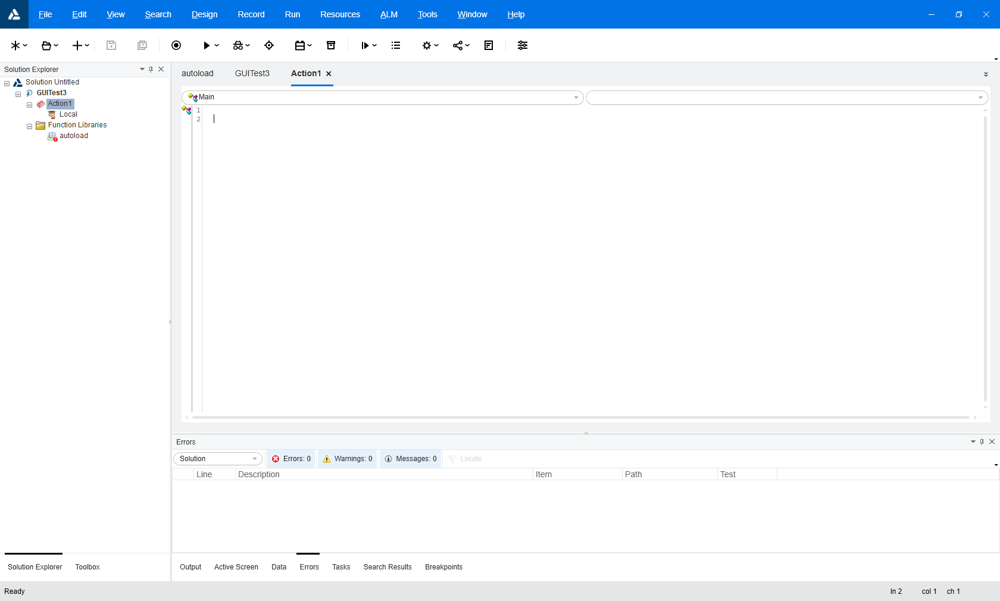 File Edit View Search Design Record Run Resources ALM Tools Window Help
Solution Explorer
Solution Untitled
GUITest3
Action1
Local
Function Libraries
autoload
autoload GUITest3 Action1
Main
1
2
Errors
Solution Errors: 0 Warnings: 0 Messages: 0 Locate
Line Description Item Path Test
Solution Explorer Toolbox
Output Active Screen Data Errors Tasks Search Results Breakpoints
Ready ln 2 col 1 ch 1